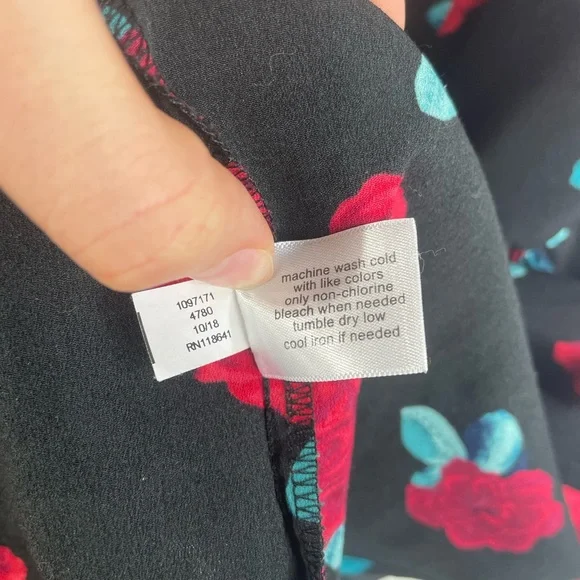 1097171
4780
10/18
RN118641
machine wash cold
with like colors
only non-chlorine
bleach when needed
tumble dry low
cool iron if needed